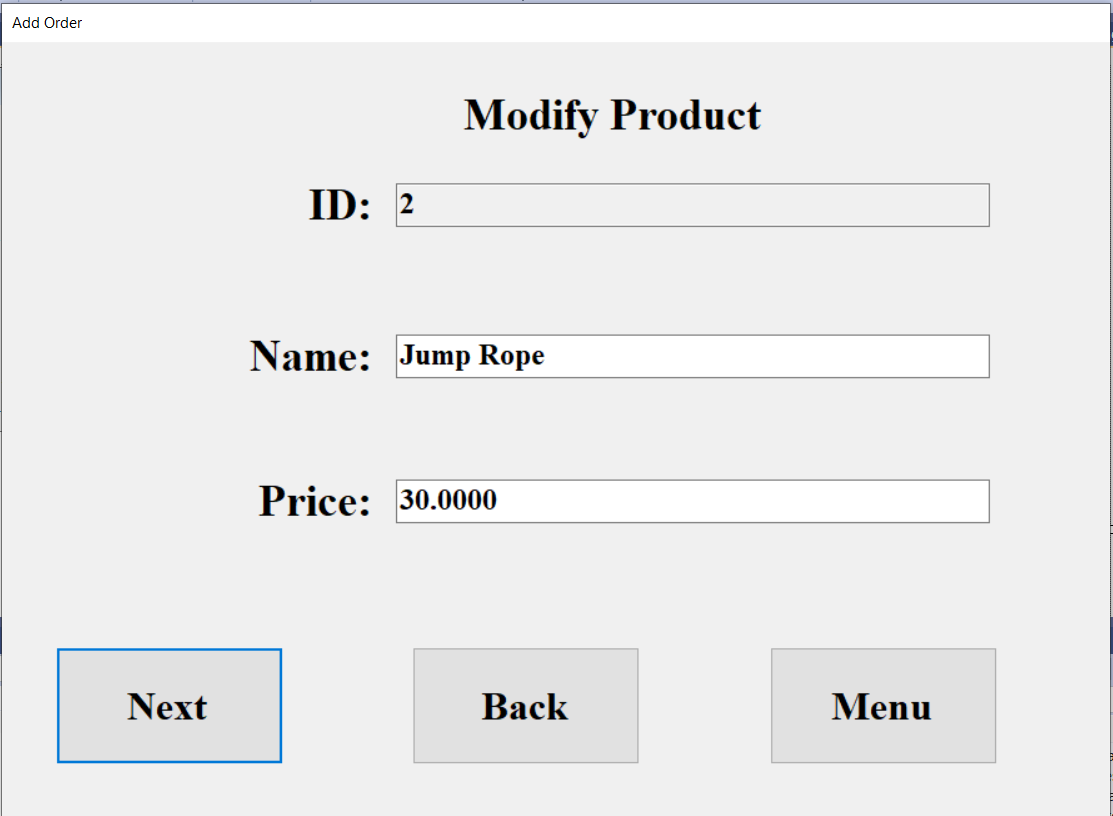 Add Order
Modify Product
ID: 2
Name: Jump Rope
Price: 30.0000
Next Back Menu